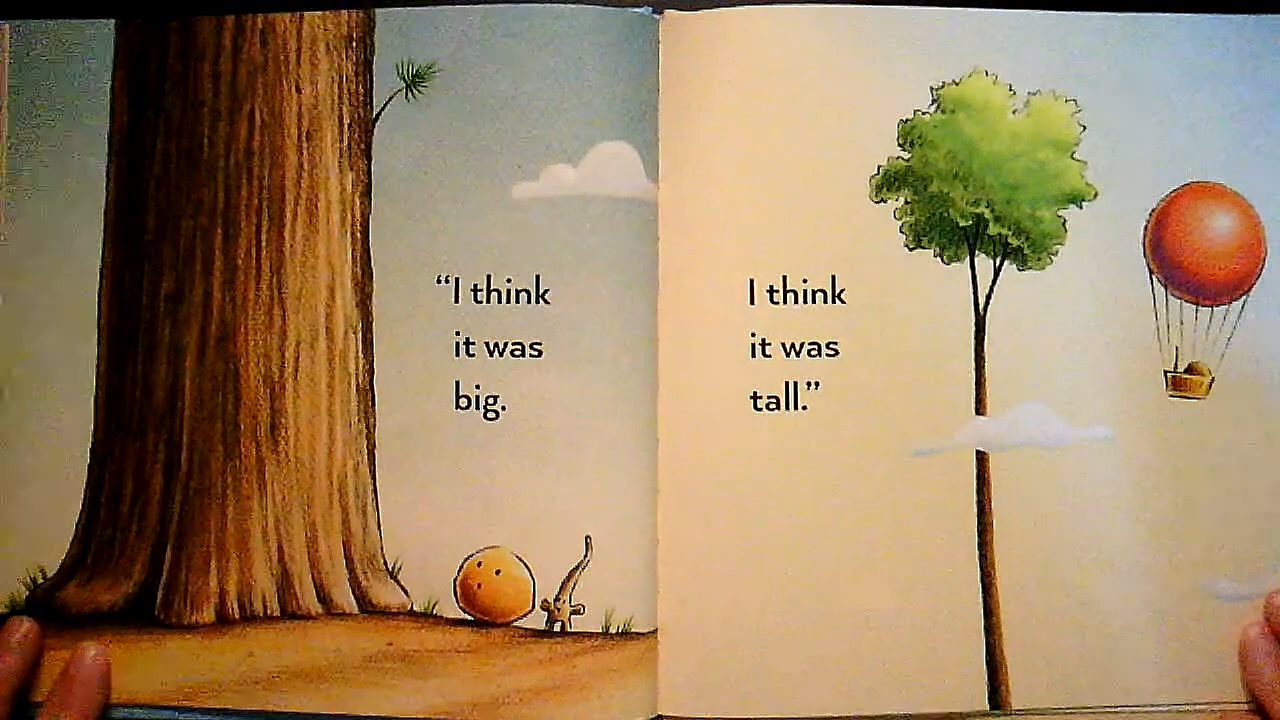 “I think
it was
big.
I think
it was
tall.”